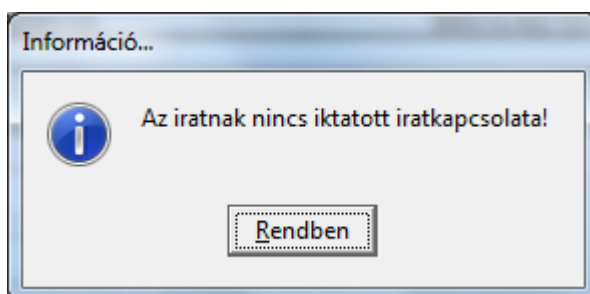 Információ...
Az iratnak nincs iktatott iratkapcsolata!
Rendben